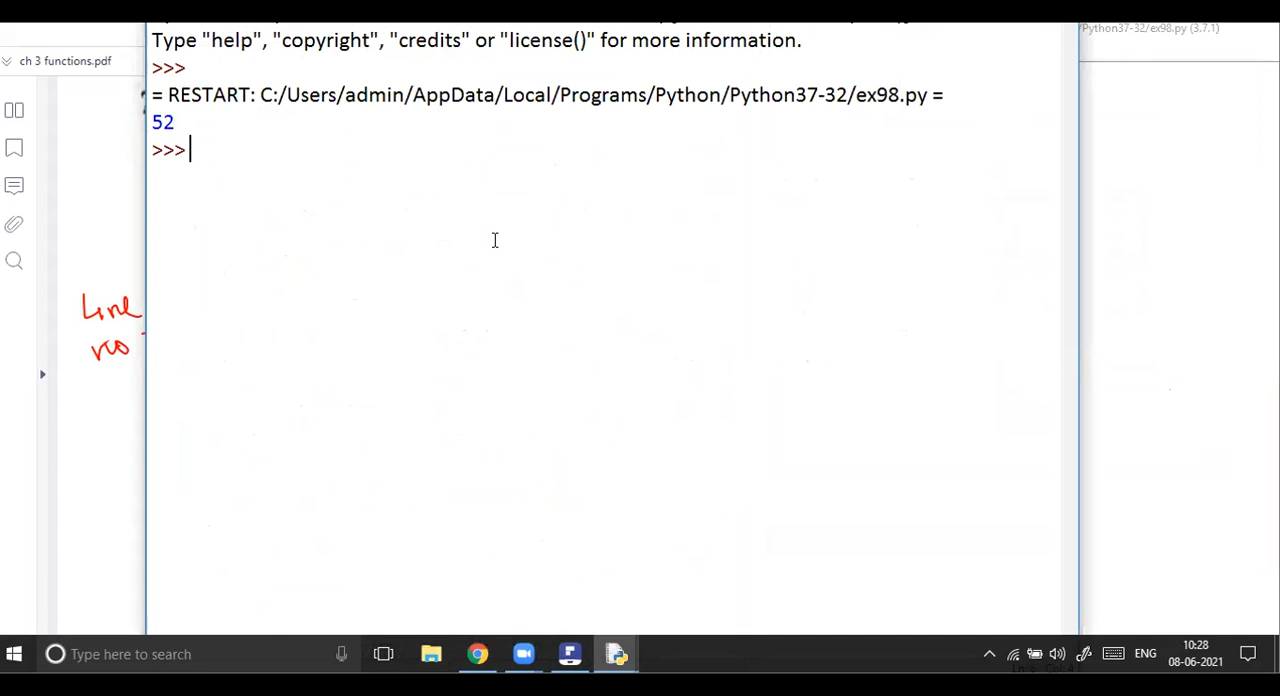 Python37-32/ex98.py (3.7.1)
Type "help", "copyright", "credits" or "license()" for more information.
ch 3 functions.pdf
>>>
= RESTART: C:/Users/admin/AppData/Local/Programs/Python/Python37-32/ex98.py =
52
>>>
Line
no
Type here to search
ENG
10:28
08-06-2021